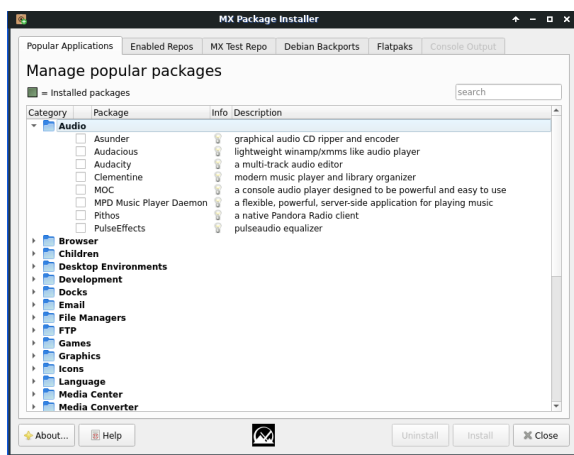 MX Package Installer
Popular Applications Enabled Repos MX Test Repo Debian Backports Flatpaks Console Output
Manage popular packages
= Installed packages search
Category Package Info Description
Audio
Asunder graphical audio CD ripper and encoder
Audacious lightweight winamp/xmms like audio player
Audacity a multi-track audio editor
Clementine modern music player and library organizer
MOC a console audio player designed to be powerful and easy to use
MPD Music Player Daemon a flexible, powerful, server-side application for playing music
Pithos a native Pandora Radio client
PulseEffects pulseaudio equalizer
Browser
Children
Desktop Environments
Development
Docks
Email
File Managers
FTP
Games
Graphics
Icons
Language
Media Center
Media Converter
About... Help Uninstall Install Close